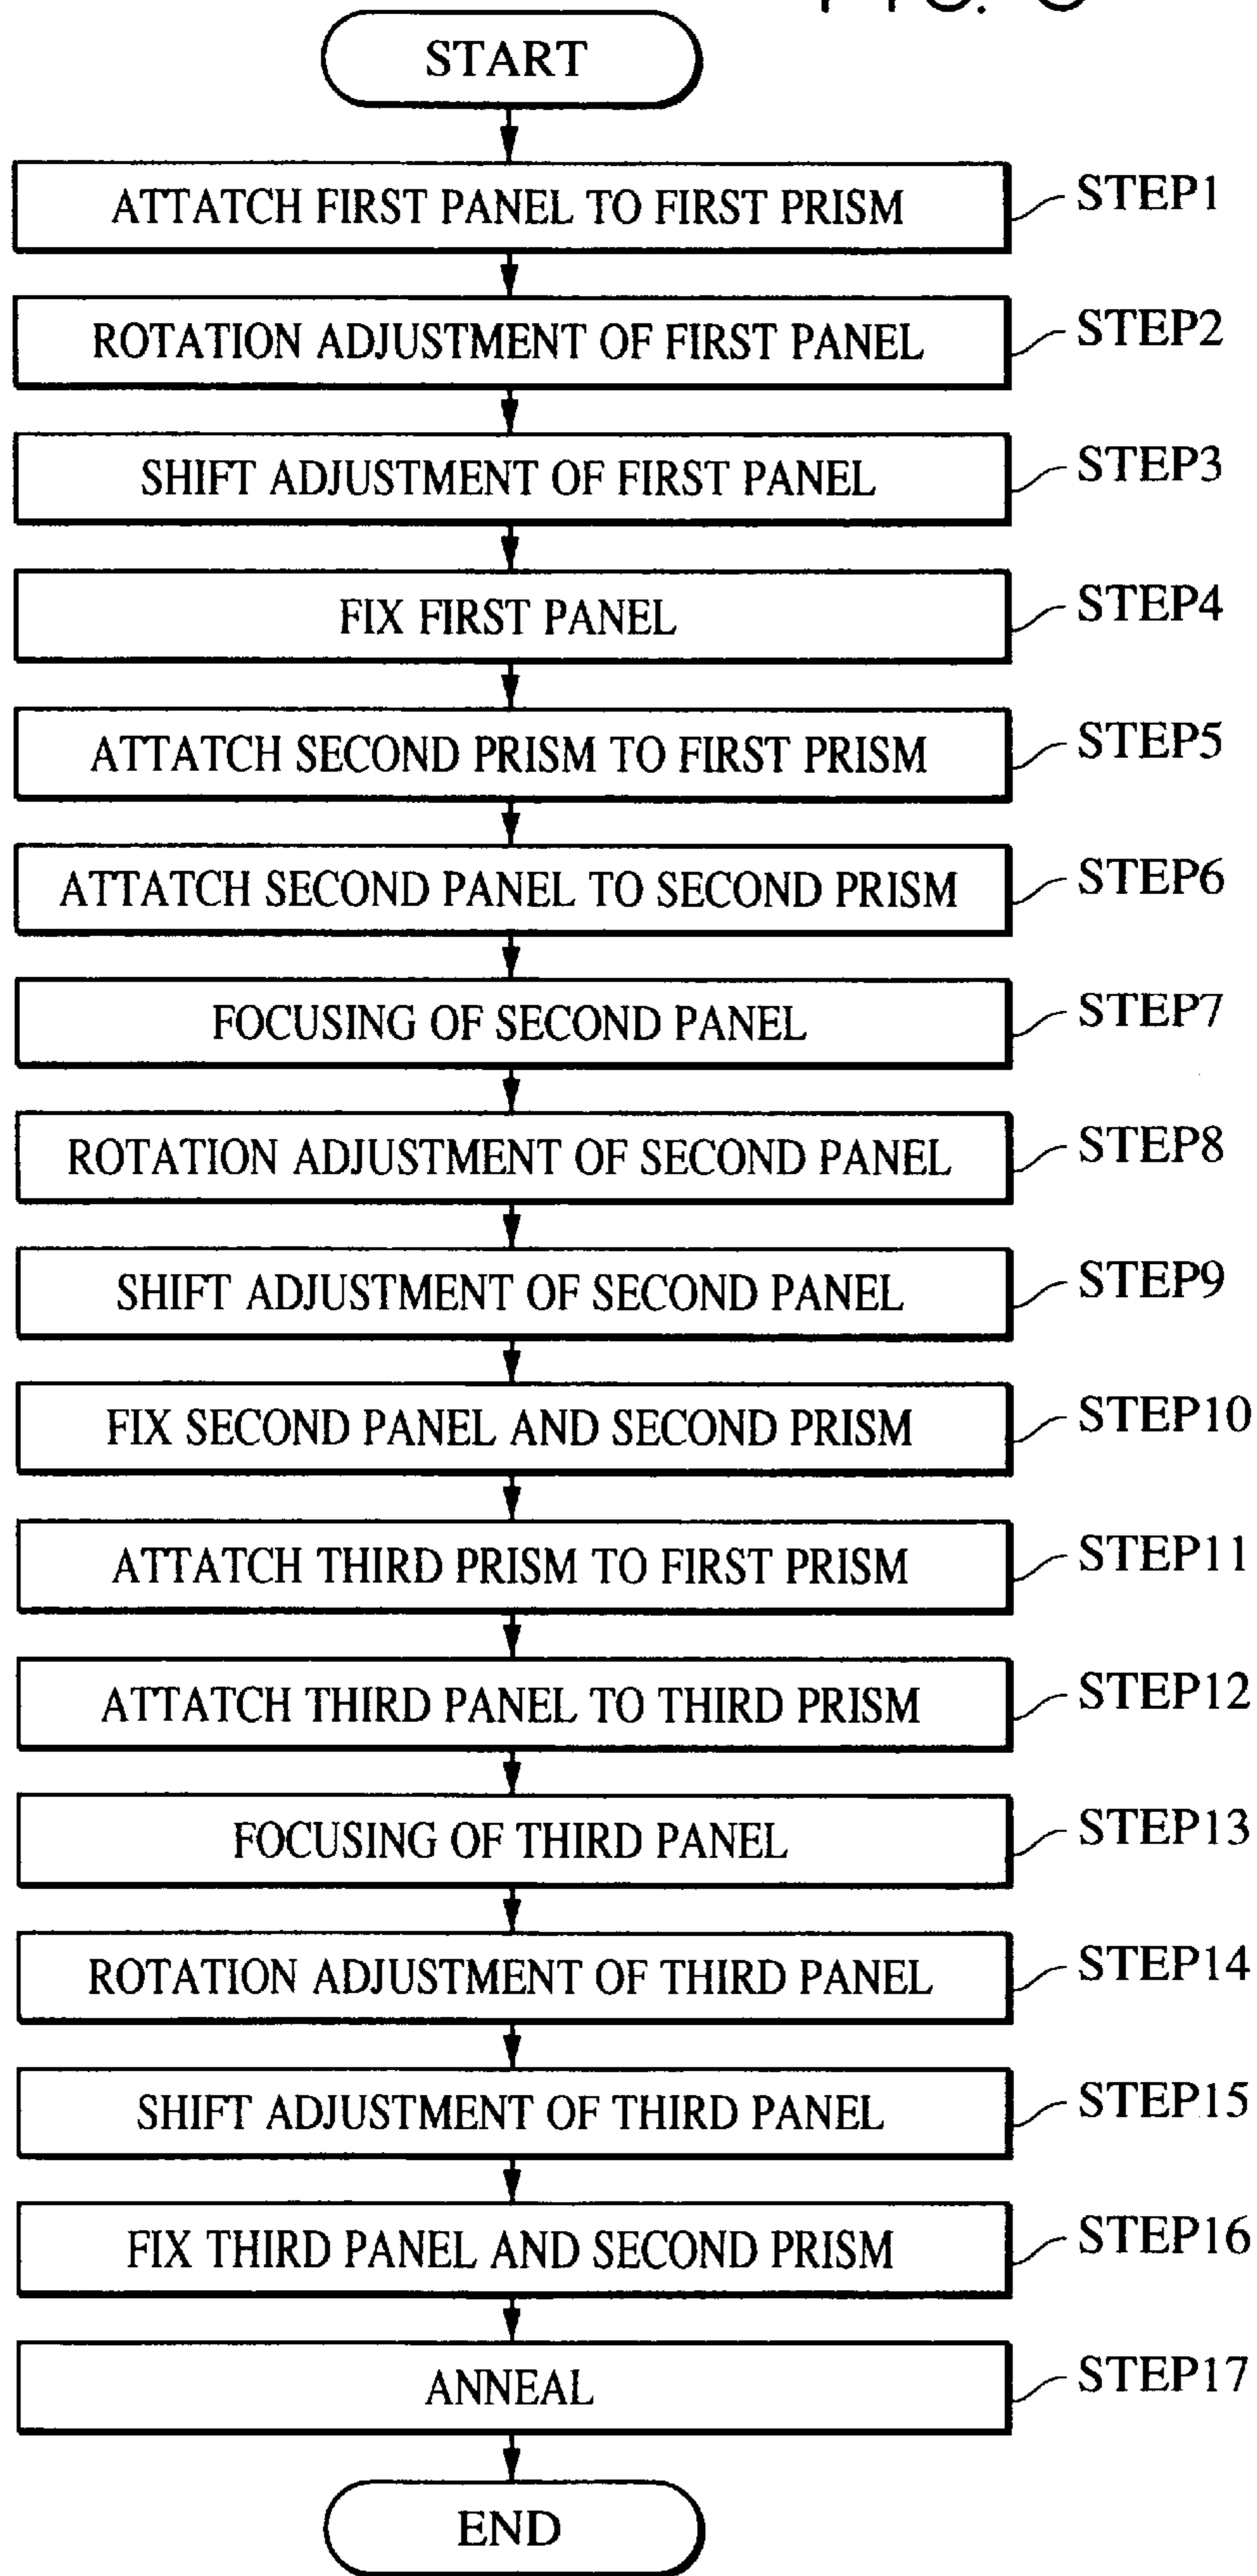 START
ATTATCH FIRST PANEL TO FIRST PRISM STEP1
ROTATION ADJUSTMENT OF FIRST PANEL STEP2
SHIFT ADJUSTMENT OF FIRST PANEL STEP3
FIX FIRST PANEL STEP4
ATTATCH SECOND PRISM TO FIRST PRISM STEP5
ATTATCH SECOND PANEL TO SECOND PRISM STEP6
FOCUSING OF SECOND PANEL STEP7
ROTATION ADJUSTMENT OF SECOND PANEL STEP8
SHIFT ADJUSTMENT OF SECOND PANEL STEP9
FIX SECOND PANEL AND SECOND PRISM STEP10
ATTATCH THIRD PRISM TO FIRST PRISM STEP11
ATTATCH THIRD PANEL TO THIRD PRISM STEP12
FOCUSING OF THIRD PANEL STEP13
ROTATION ADJUSTMENT OF THIRD PANEL STEP14
SHIFT ADJUSTMENT OF THIRD PANEL STEP15
FIX THIRD PANEL AND SECOND PRISM STEP16
ANNEAL STEP17
END